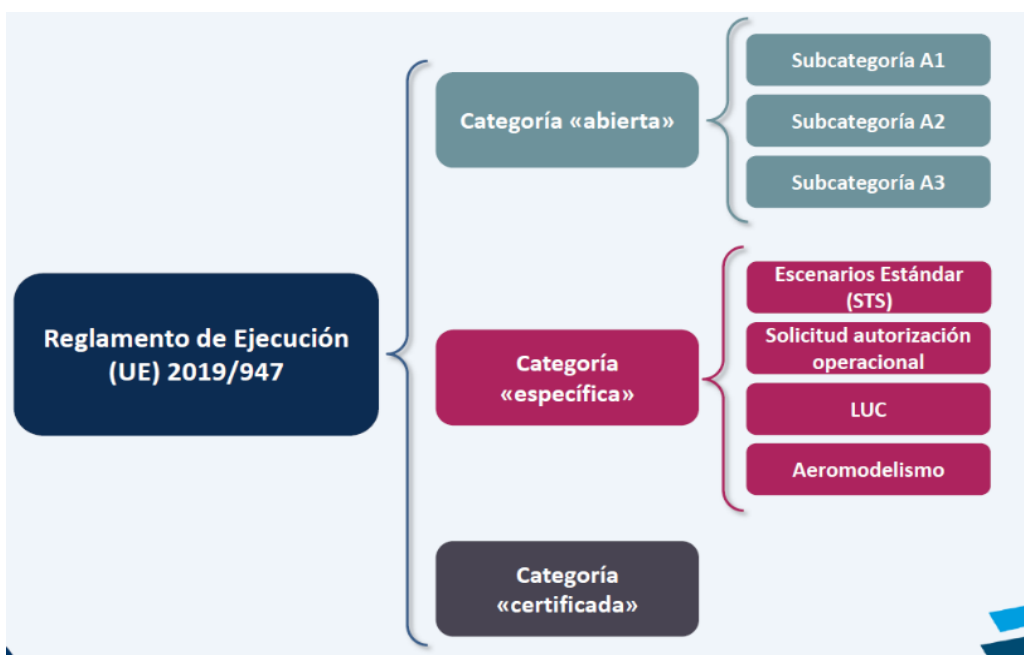 Reglamento de Ejecución
(UE) 2019/947
Categoría «abierta»
Subcategoría A1
Subcategoría A2
Subcategoría A3
Categoría
«específica»
Escenarios Estándar
(STS)
Solicitud autorización
operacional
LUC
Aeromodelismo
Categoría
«certificada»